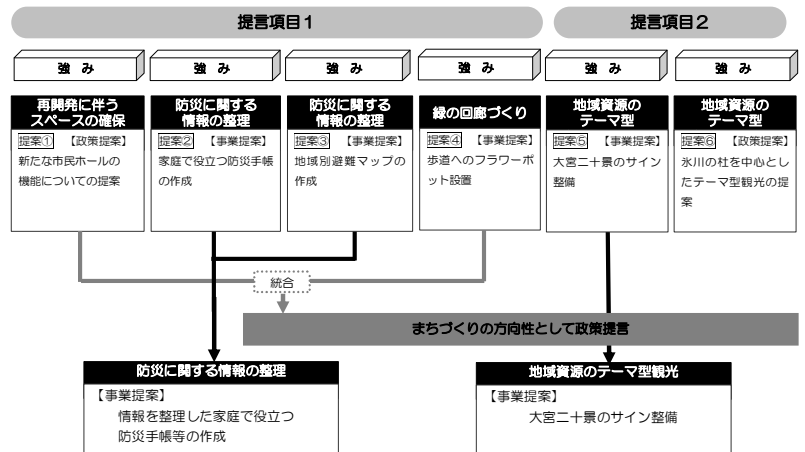 提言項目1
提言項目2
強 み
強 み
強 み
強 み
強 み
強 み
再開発に伴う
スペースの確保
提案① 【政策提案】
新たな市民ホールの
機能についての提案
防災に関する
情報の整理
提案② 【事業提案】
家庭で役立つ防災手帳
の作成
防災に関する
情報の整理
提案③ 【事業提案】
地域別避難マップの
作成
緑の回廊づくり
提案④ 【事業提案】
歩道へのフラワーポ
ット設置
地域資源の
テーマ型
提案⑤ 【事業提案】
大宮二十景のサイン
整備
地域資源の
テーマ型
提案⑥ 【政策提案】
氷川の杜を中心とし
たテーマ型観光の提
案
統合
まちづくりの方向性として政策提言
防災に関する情報の整理
【事業提案】
情報を整理した家庭で役立つ
防災手帳等の作成
地域資源のテーマ型観光
【事業提案】
大宮二十景のサイン整備